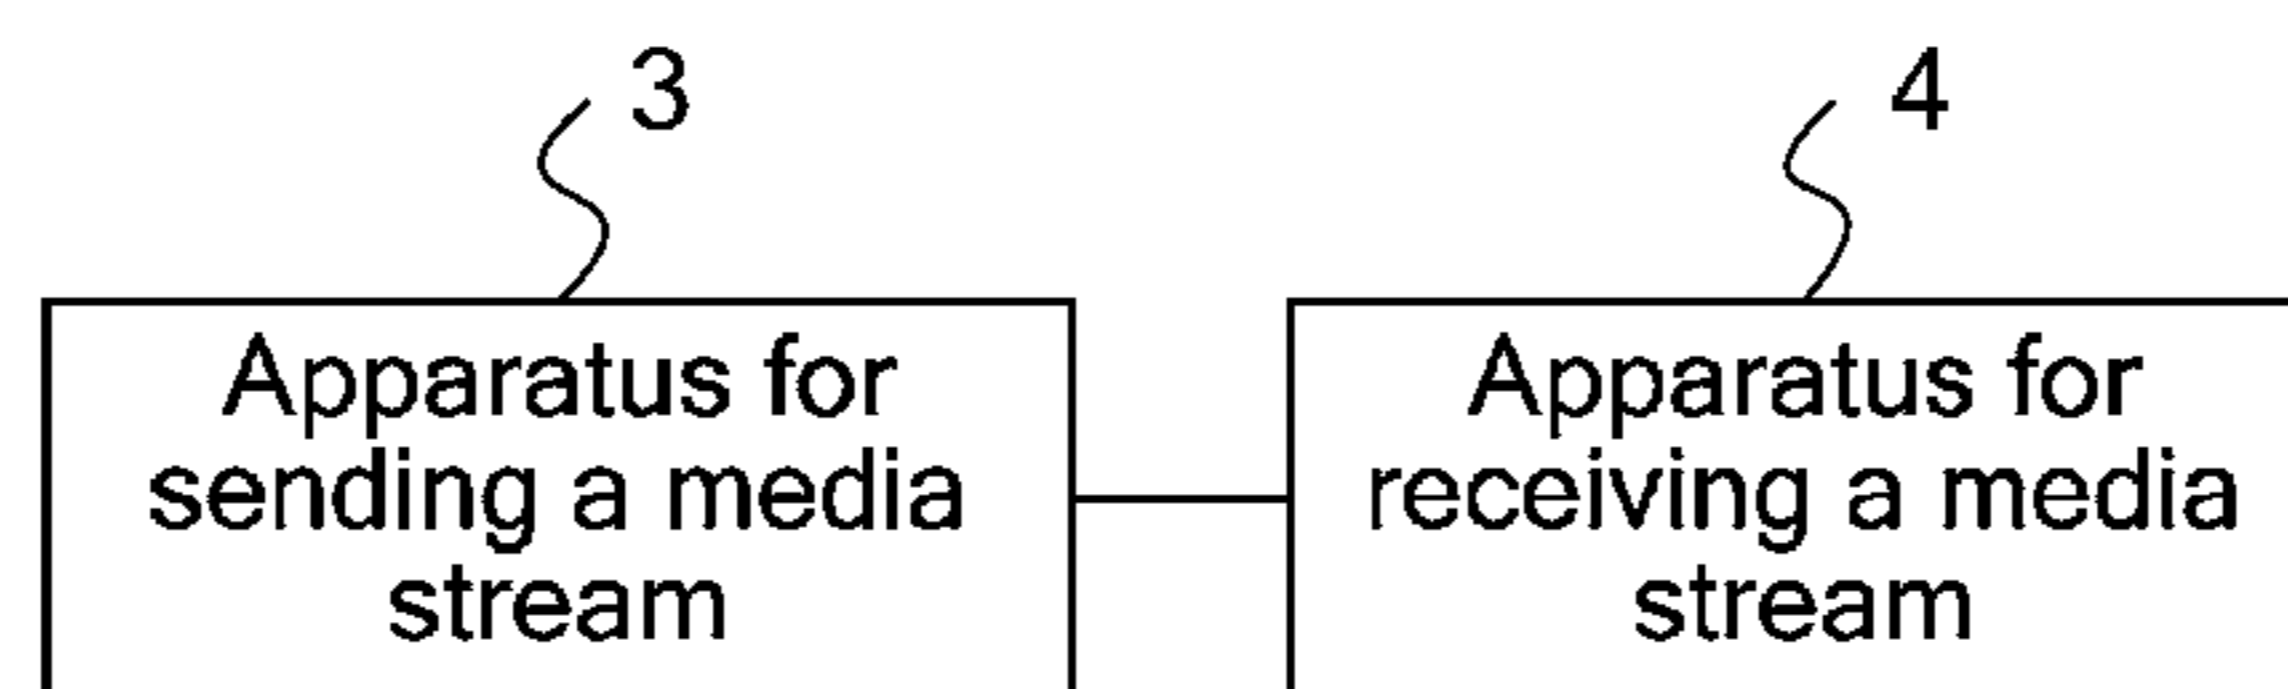 3
4
Apparatus for
sending a media
stream
Apparatus for
receiving a media
stream